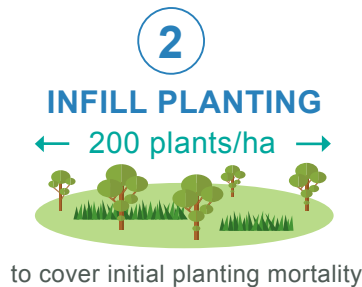 2
INFILL PLANTING
← 200 plants/ha →
to cover initial planting mortality